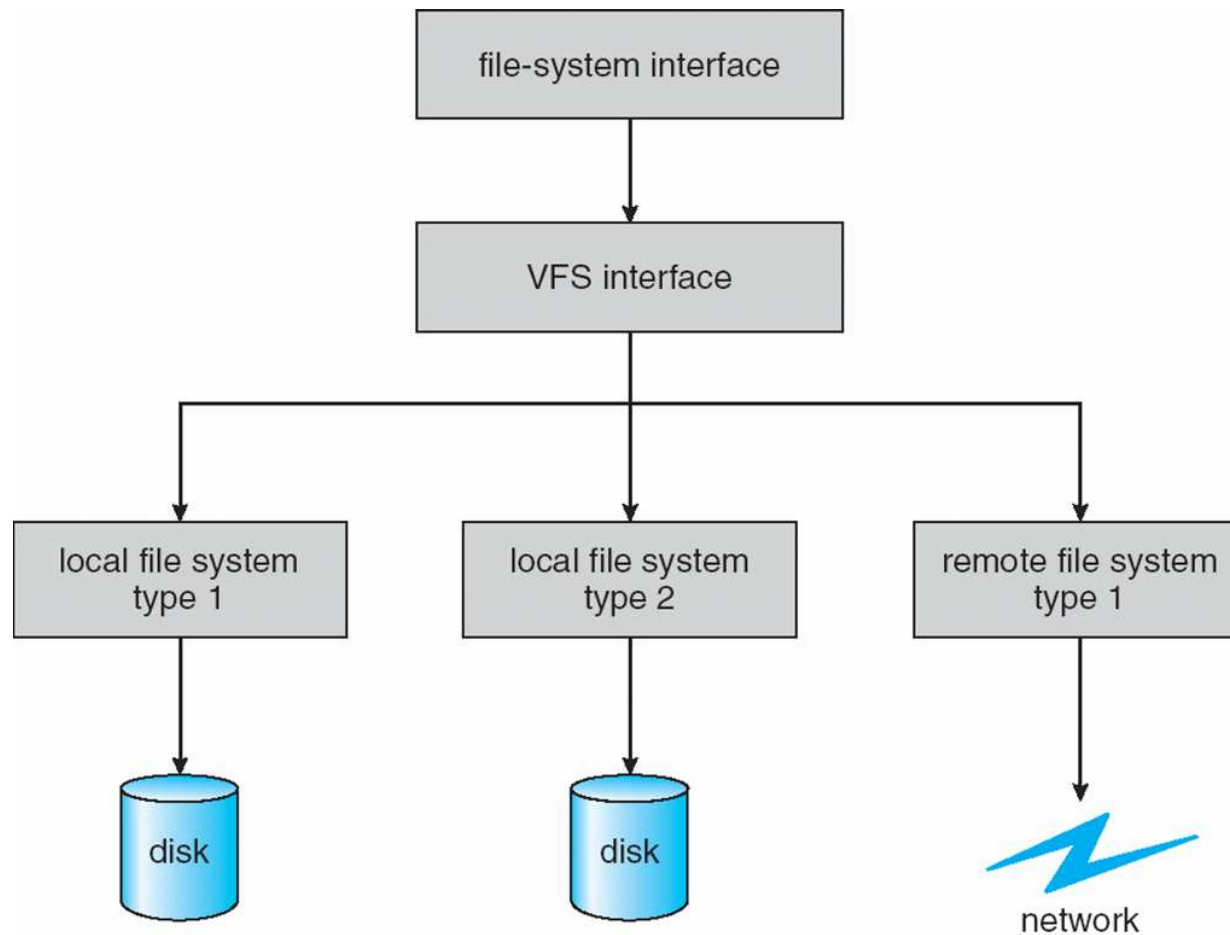 file-system interface
VFS interface
local file system
type 1
local file system
type 2
remote file system
type 1
disk
disk
network